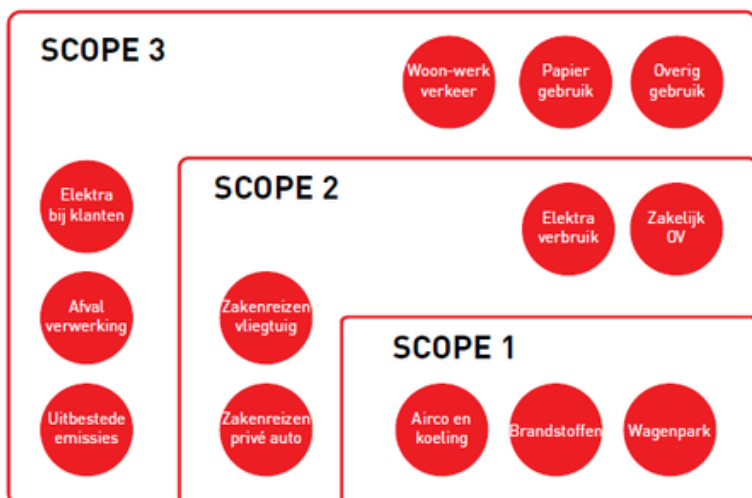 SCOPE 3
Woon-werk
verkeer
Papier
gebruik
Overig
gebruik
Elektra
bij klanten
Afval
verwerking
Uitbestede
emissies
SCOPE 2
Elektra
verbruik
Zakelijk
OV
Zakenreizen
vliegtuig
Zakenreizen
privé auto
SCOPE 1
Airco en
koeling
Brandstoffen
Wagenpark